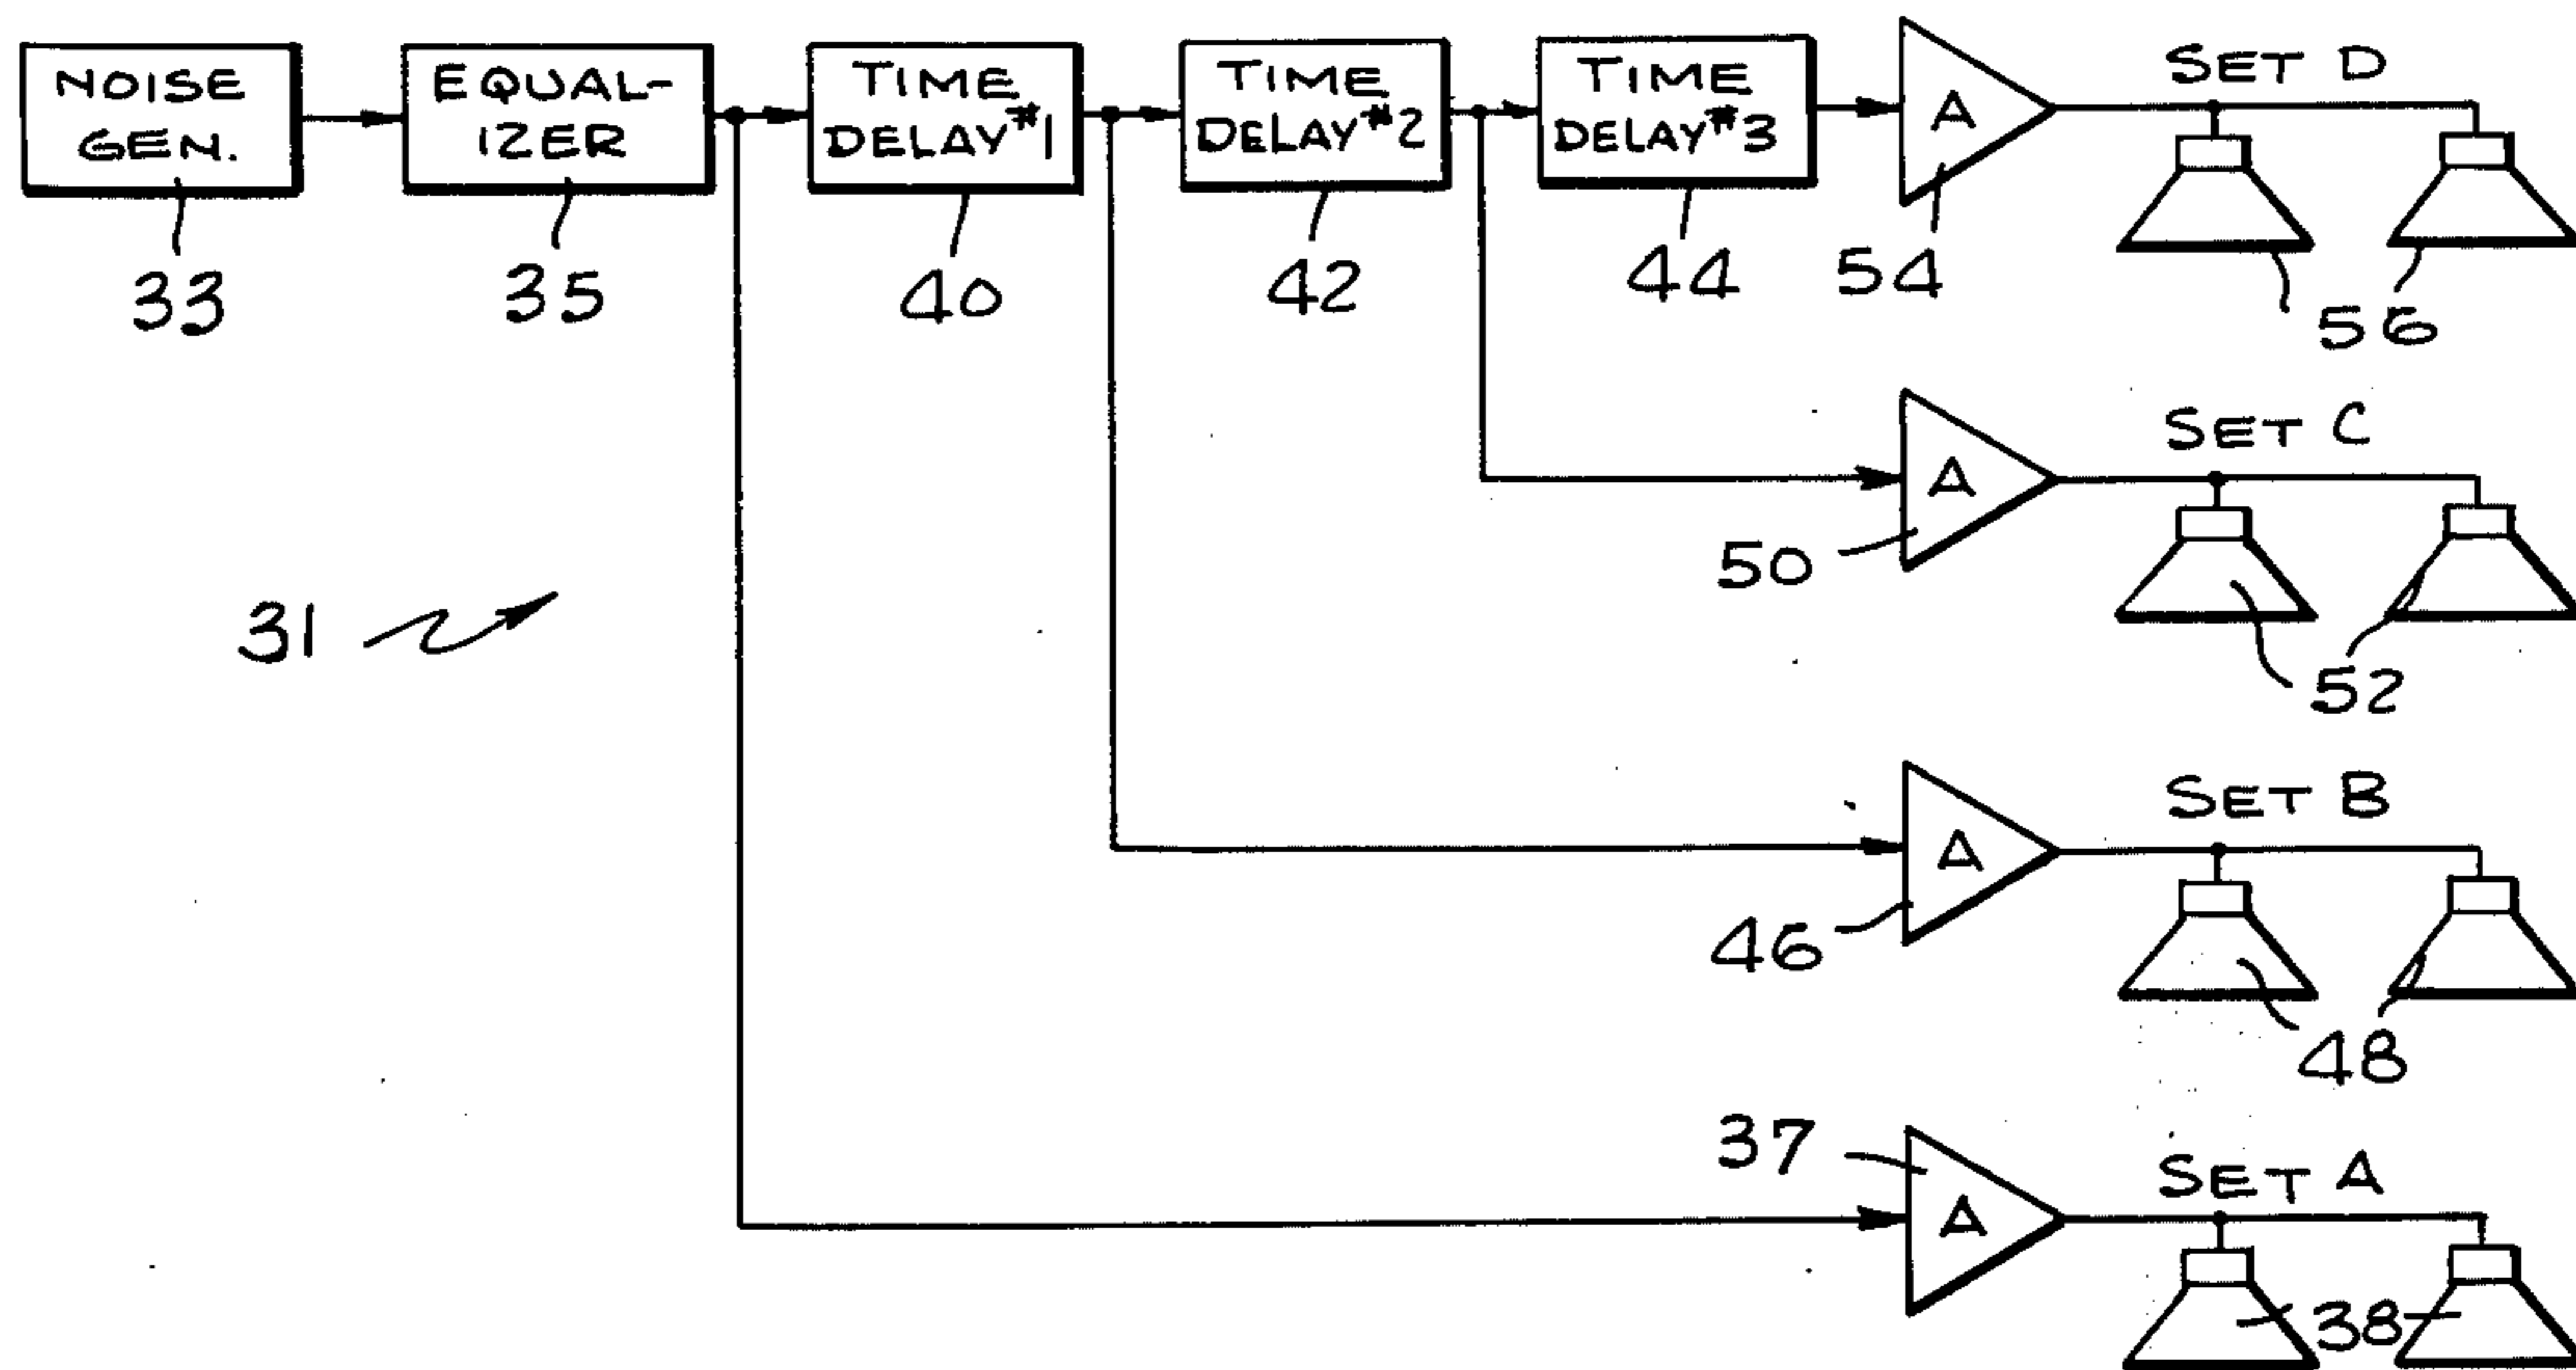 NOISE
GEN.
EQUAL-
IZER
TIME
DELAY #1
TIME
DELAY #2
TIME
DELAY #3
A
SET D
33
35
40
42
44
54
56
A
SET C
50
52
31
A
SET B
46
48
37
A
SET A
38